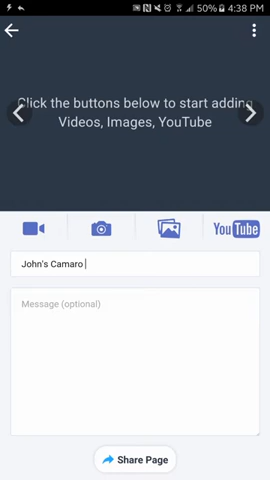 50% 4:38 PM
Click the buttons below to start adding
Videos, Images, YouTube
YouTube
John's Camaro
Message (optional)
Share Page